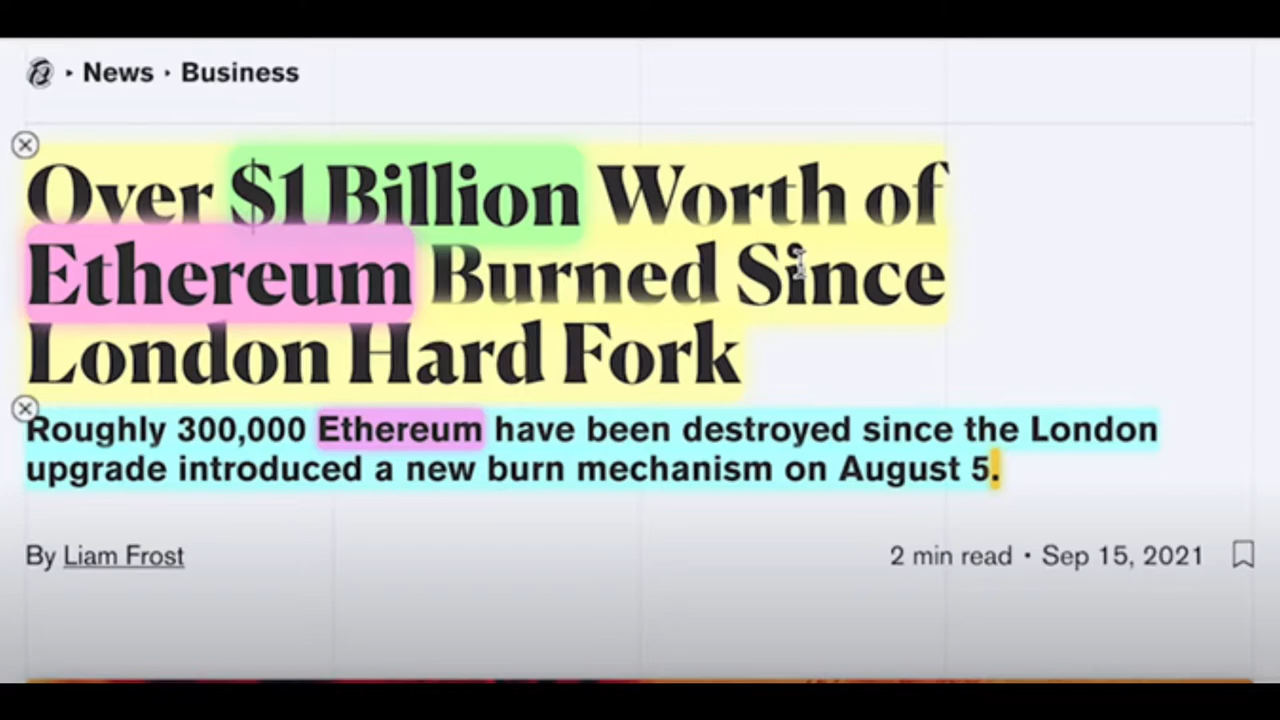 News · Business
Over $1 Billion Worth of
Ethereum Burned Since
London Hard Fork
Roughly 300,000 Ethereum have been destroyed since the London
upgrade introduced a new burn mechanism on August 5.
By Liam Frost
2 min read · Sep 15, 2021